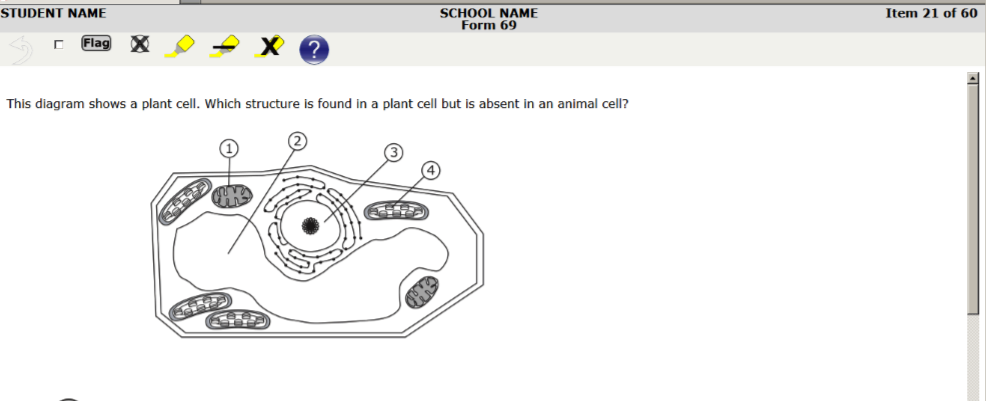 STUDENT NAME
SCHOOL NAME
Form 69
Item 21 of 60
Flag
?
This diagram shows a plant cell. Which structure is found in a plant cell but is absent in an animal cell?
1
2
3
4